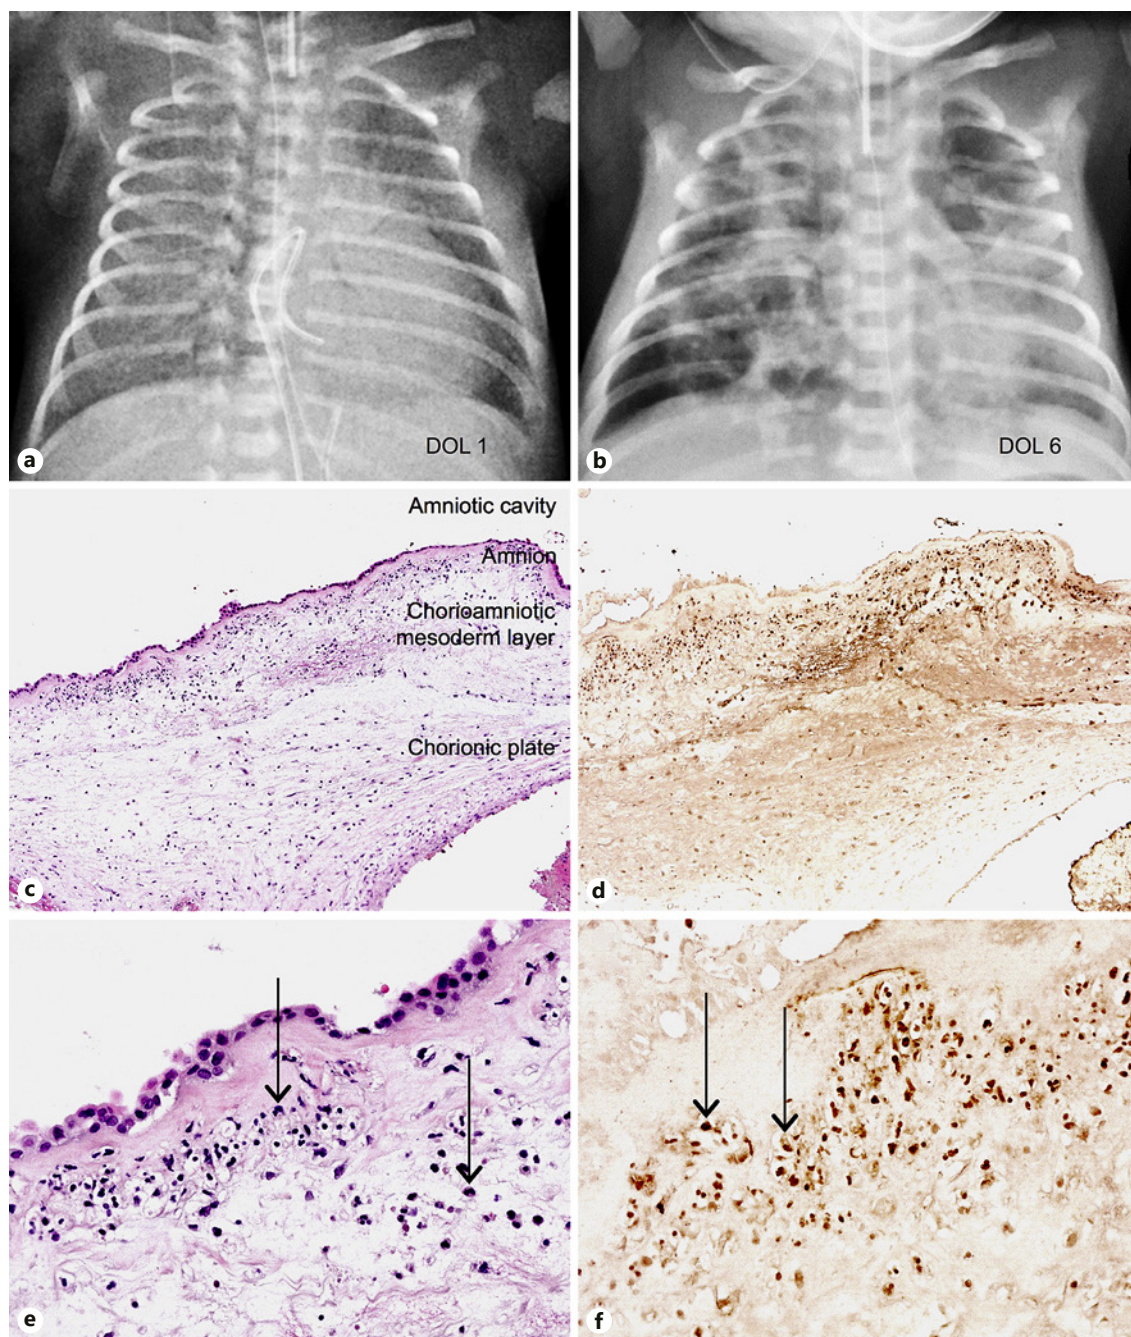 DOL 1
a
DOL 6
b
Amniotic cavity
Amnion
Chorioamniotic
mesoderm layer
Chorionic plate
c
d
e
f